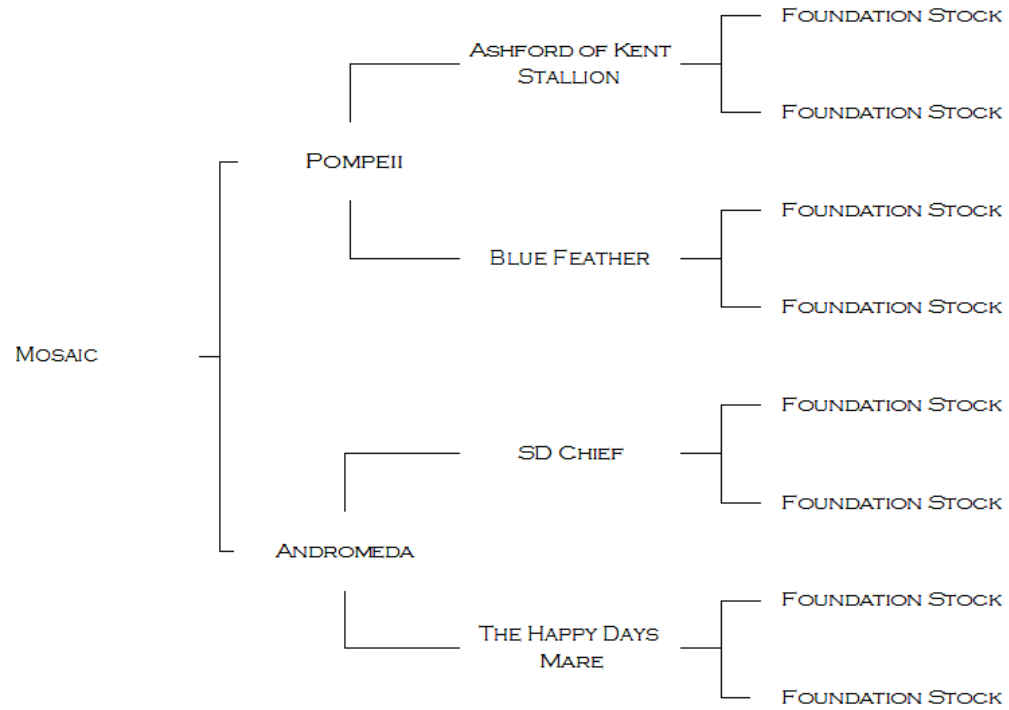 Foundation Stock
Ashford of Kent
Stallion
Foundation Stock
Pompeii
Foundation Stock
Blue Feather
Foundation Stock
Mosaic
Foundation Stock
SD Chief
Foundation Stock
Andromeda
Foundation Stock
The Happy Days
Mare
Foundation Stock